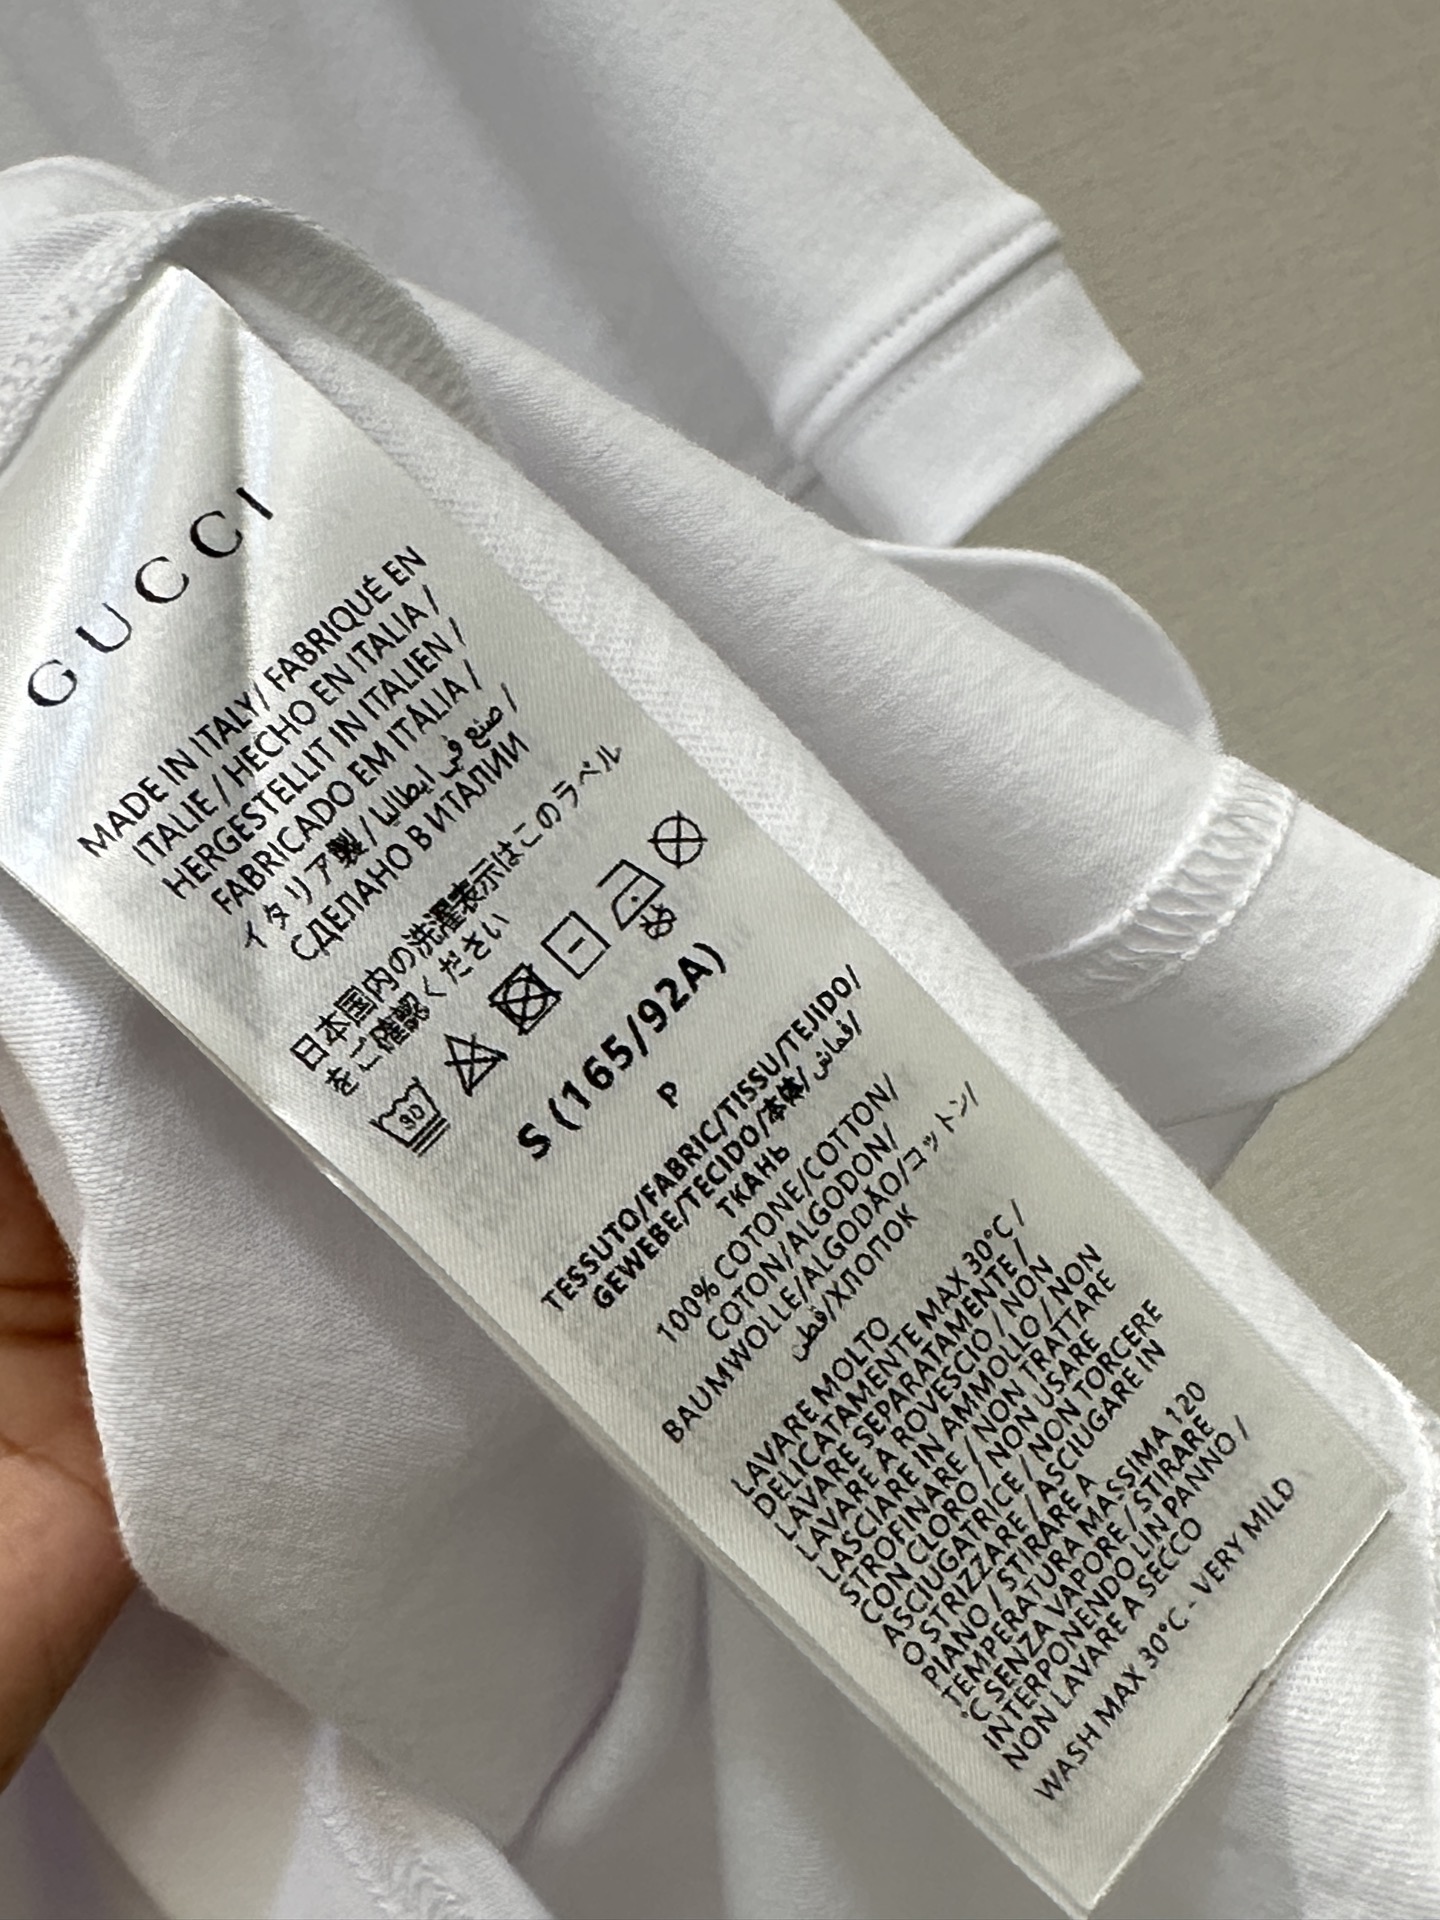 GUCCI
MADE IN ITALY/ FABRIQUÉ EN
ITALIE / HECHO EN ITALIA /
HERGESTELLIT IN ITALIEN /
FABRICADO EM ITÁLIA /
イタリア製 / صنع في ايطاليا /
СДЕЛАНО В ИТАЛИИ
日本国内の洗濯表示はこのラベル
をご確認ください
30
S (165/92A)
P
TESSUTO/FABRIC/TISSU/TEJIDO/
GEWEBE/TECIDO/本体/قماش/
ТКАНЬ
100% COTONE/COTTON/
COTON/ALGODON/
BAUMWOLLE/ALGODÃO/コットン/
قطن/ХЛОПОК
LAVARE MOLTO
DELICATAMENTE MAX 30°C /
LAVARE SEPARATAMENTE /
LAVARE A ROVESCIO / NON
LASCIARE IN AMMOLLO / NON
STROFINARE / NON TRATTARE
CON CLORO / NON USARE
ASCIUGATRICE / NON TORCERE
O STRIZZARE / ASCIUGARE IN
PIANO / STIRARE A
TEMPERATURA MASSIMA 120
°C SENZA VAPORE / STIRARE
INTERPONENDO LIN PANNO /
NON LAVARE A SECCO
WASH MAX 30°C - VERY MILD